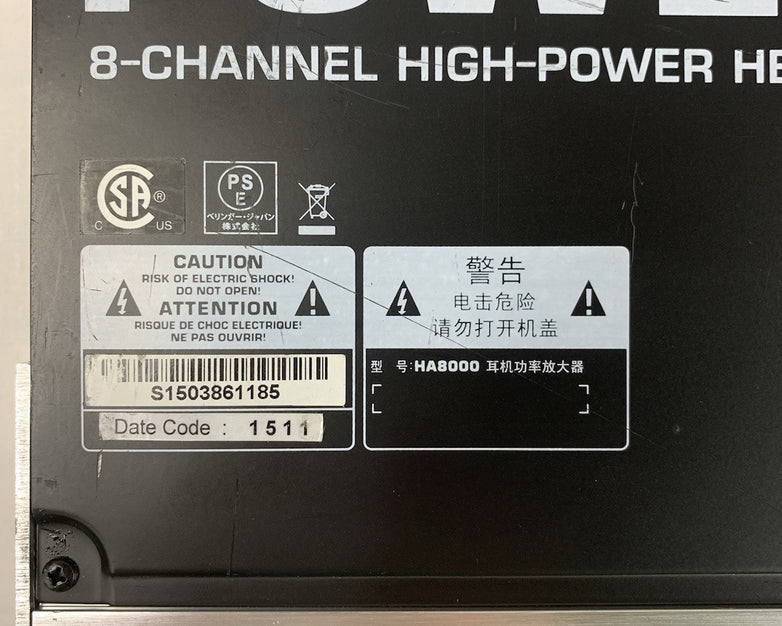 8-CHANNEL HIGH-POWER
CSA®
C US
PS
E
ベリンガー・ジャパン
株式会社
CAUTION
RISK OF ELECTRIC SHOCK!
DO NOT OPEN!
ATTENTION
RISQUE DE CHOC ELECTRIQUE!
NE PAS OUVRIR!
S1503861185
Date Code : 1511
警告
电击危险
请勿打开机盖
型 号:HA8000 耳机功率放大器